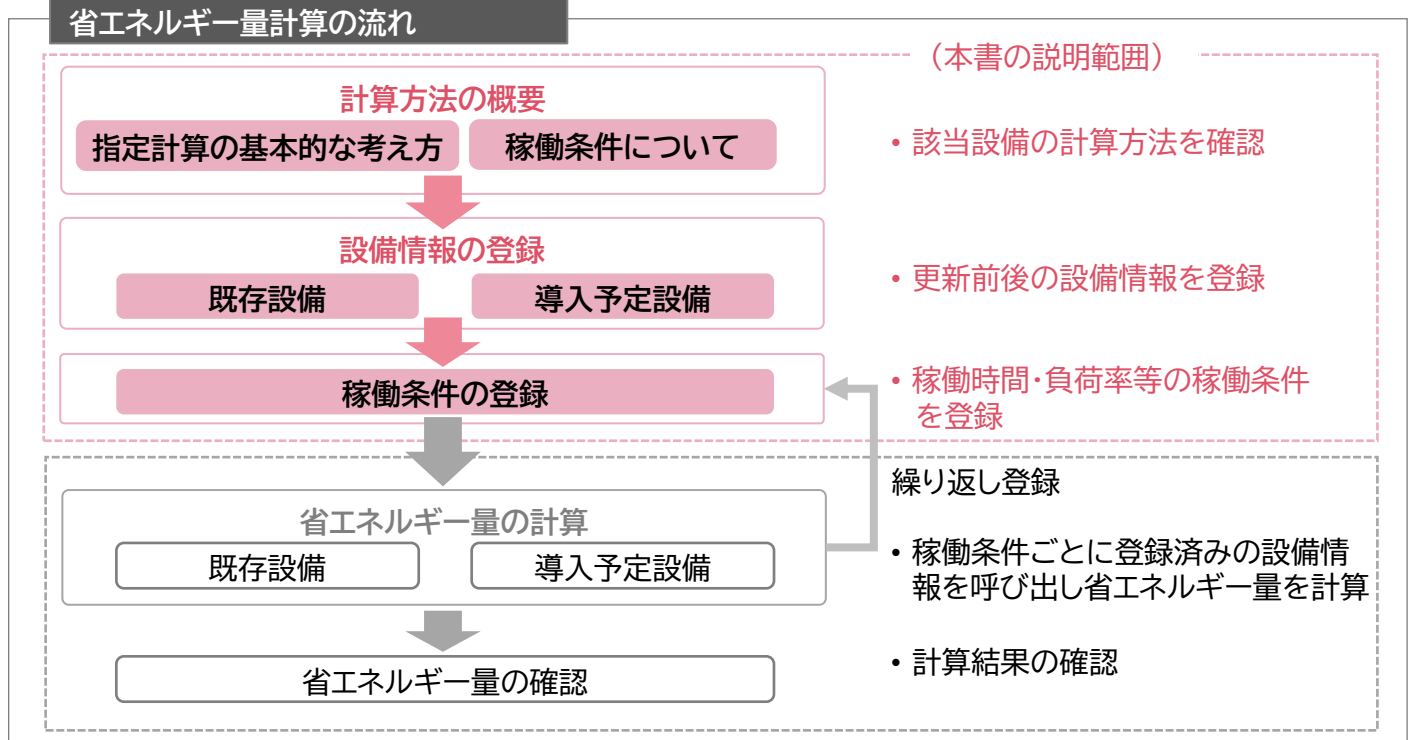 省エネルギー量計算の流れ
（本書の説明範囲）
計算方法の概要
指定計算の基本的な考え方
稼働条件について
• 該当設備の計算方法を確認
設備情報の登録
既存設備
導入予定設備
• 更新前後の設備情報を登録
稼働条件の登録
• 稼働時間･負荷率等の稼働条件
を登録
繰り返し登録
省エネルギー量の計算
既存設備
導入予定設備
• 稼働条件ごとに登録済みの設備情
報を呼び出し省エネルギー量を計算
省エネルギー量の確認
• 計算結果の確認